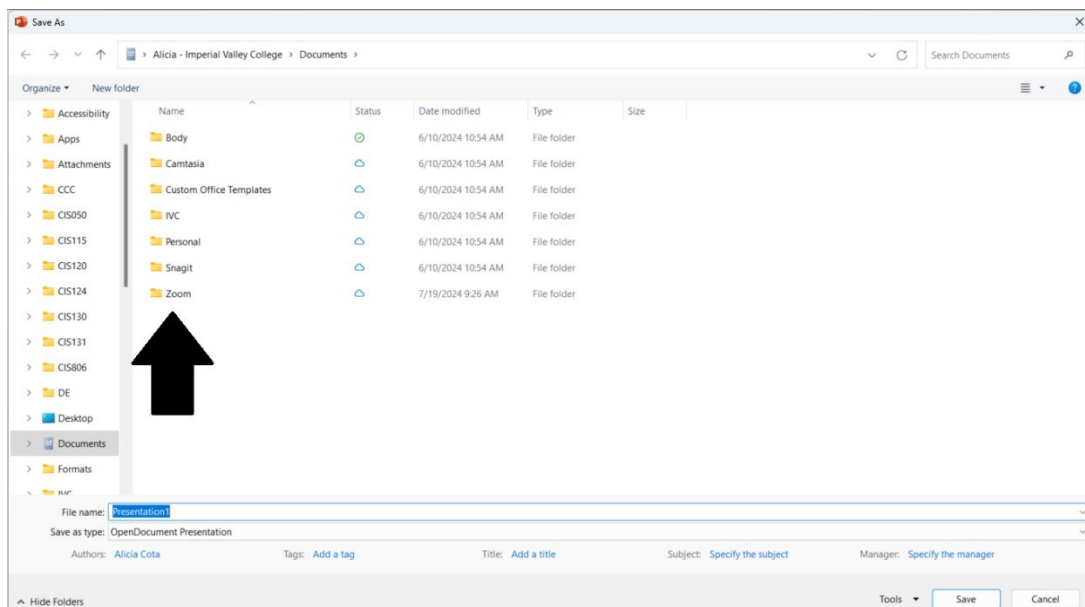 Save As
Alicia - Imperial Valley College > Documents >
Search Documents
Organize
New folder
Name Status Date modified Type Size
Accessibility
Apps
Attachments
CCC
CIS050
CIS115
CIS120
CIS124
CIS130
CIS131
CIS806
DE
Desktop
Documents
Formats
IVC
Body 6/10/2024 10:54 AM File folder
Camtasia 6/10/2024 10:54 AM File folder
Custom Office Templates 6/10/2024 10:54 AM File folder
IVC 6/10/2024 10:54 AM File folder
Personal 6/10/2024 10:54 AM File folder
Snagit 6/10/2024 10:54 AM File folder
Zoom 7/19/2024 9:26 AM File folder
File name: Presentation1
Save as type: OpenDocument Presentation
Authors: Alicia Cota Tags: Add a tag Title: Add a title Subject: Specify the subject Manager: Specify the manager
Hide Folders Tools Save Cancel